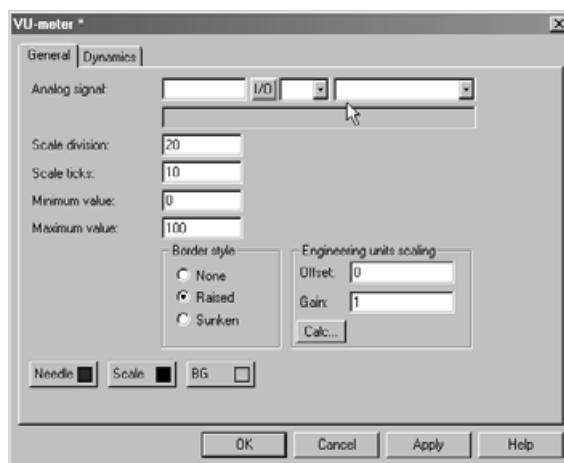 VU-meter *
General Dynamics
Analog signal: I/O
Scale division: 20
Scale ticks: 10
Minimum value: 0
Maximum value: 100
Border style
None
Raised
Sunken
Engineering units scaling
Offset: 0
Gain: 1
Calc...
Needle Scale BG
OK Cancel Apply Help